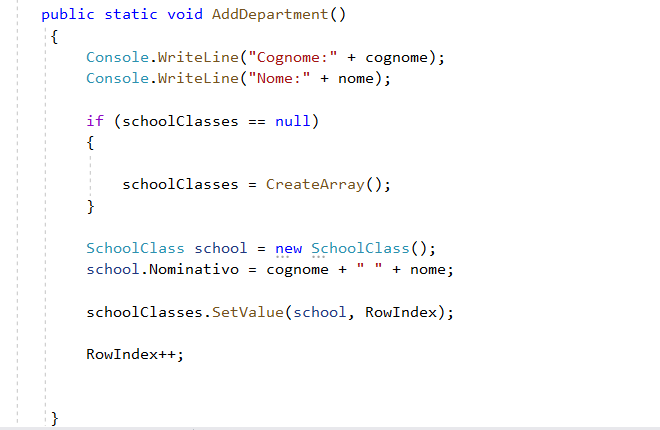 public static void AddDepartment()
{
Console.WriteLine("Cognome:" + cognome);
Console.WriteLine("Nome:" + nome);
if (schoolClasses == null)
{
schoolClasses = CreateArray();
}
SchoolClass school = new SchoolClass();
school.Nominativo = cognome + " " + nome;
schoolClasses.SetValue(school, RowIndex);
RowIndex++;
}